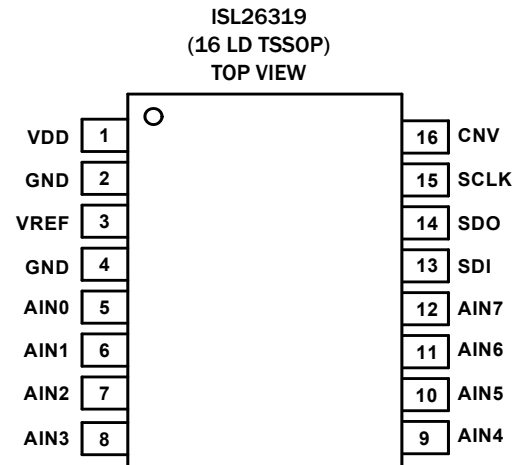 ISL26319
(16 LD TSSOP)
TOP VIEW
VDD 1 16 CNV
GND 2 15 SCLK
VREF 3 14 SDO
GND 4 13 SDI
AIN0 5 12 AIN7
AIN1 6 11 AIN6
AIN2 7 10 AIN5
AIN3 8 9 AIN4